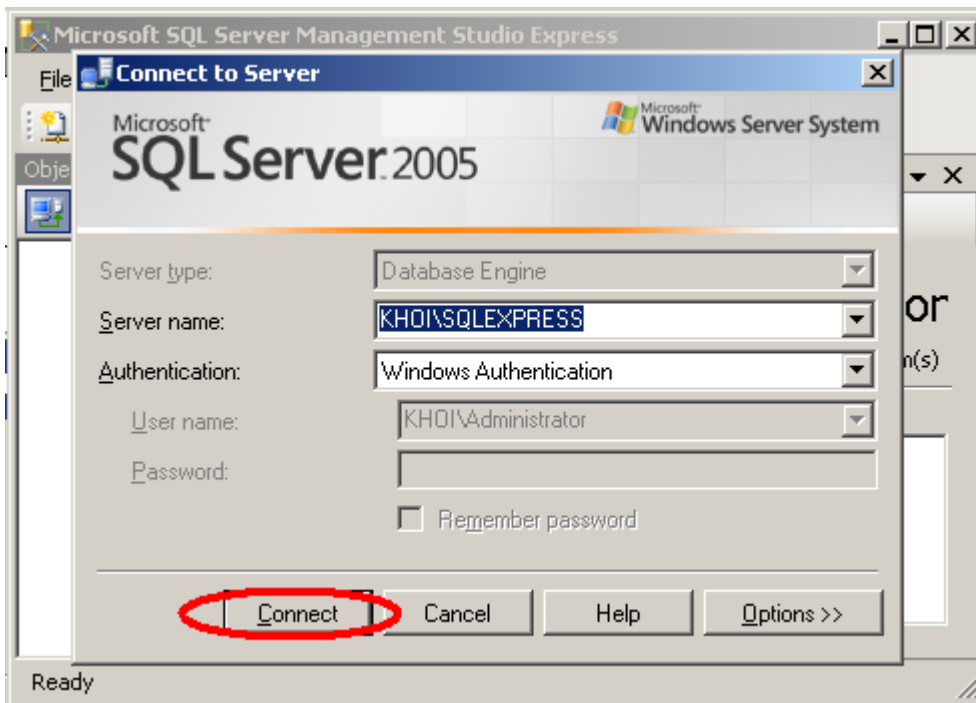 Microsoft SQL Server Management Studio Express
File
Connect to Server
Microsoft
SQL Server 2005
Microsoft
Windows Server System
Obje
Server type:
Database Engine
Server name:
KHOI\SQLEXPRESS
or
Authentication:
Windows Authentication
m(s)
User name:
KHOI\Administrator
Password:
Remember password
Connect
Cancel
Help
Options >>
Ready